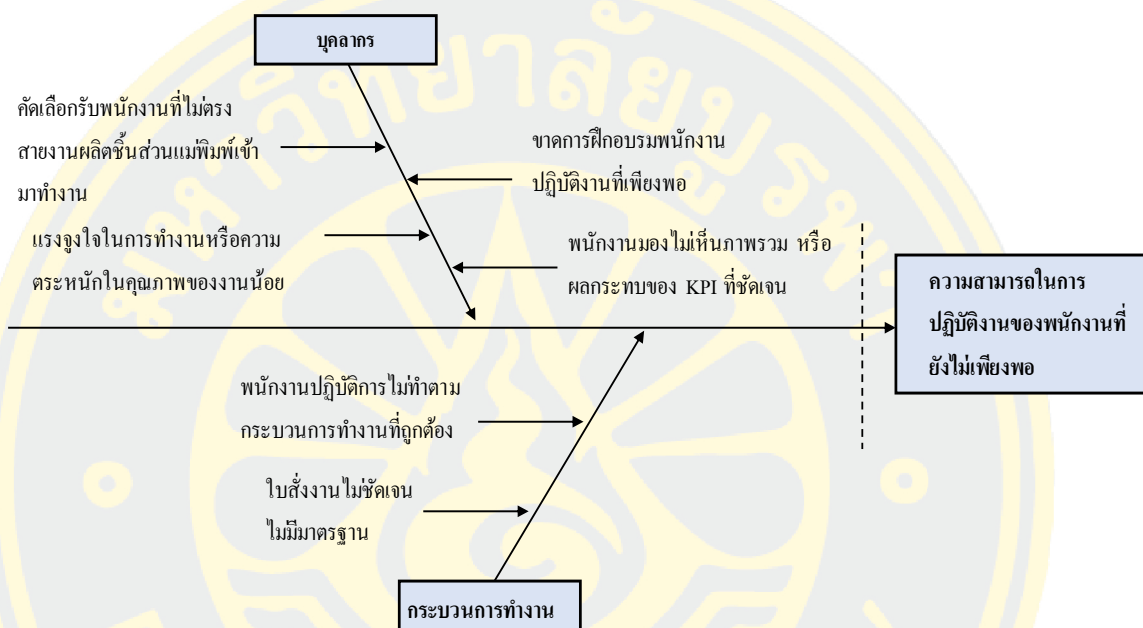 บุคลากร
คัดเลือกรับพนักงานที่ไม่ตรง
สายงานผลิตชิ้นส่วนแม่พิมพ์เข้า
มาทำงาน
ขาดการฝึกอบรมพนักงาน
ปฏิบัติงานที่เพียงพอ
แรงจูงใจในการทำงานหรือความ
ตระหนักในคุณภาพของงานน้อย
พนักงานมองไม่เห็นภาพรวม หรือ
ผลกระทบของ KPI ที่ชัดเจน
ความสามารถในการ
ปฏิบัติงานของพนักงานที่
ยังไม่เพียงพอ
พนักงานปฏิบัติการไม่ทำตาม
กระบวนการทำงานที่ถูกต้อง
ใบสั่งงานไม่ชัดเจน
ไม่มีมาตรฐาน
กระบวนการทำงาน
มหาวิทยาลัยบูรพา